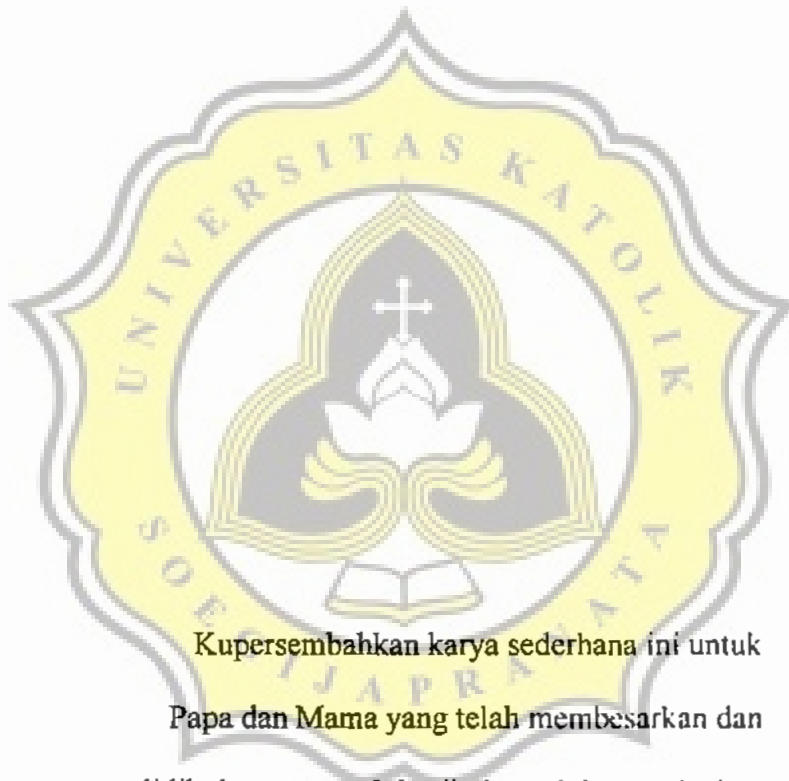 UNIVERSITAS KATOLIK
SOEGIJAPRANATA
Kupersembahkan karya sederhana ini untuk
Papa dan Mama yang telah membesarkan dan